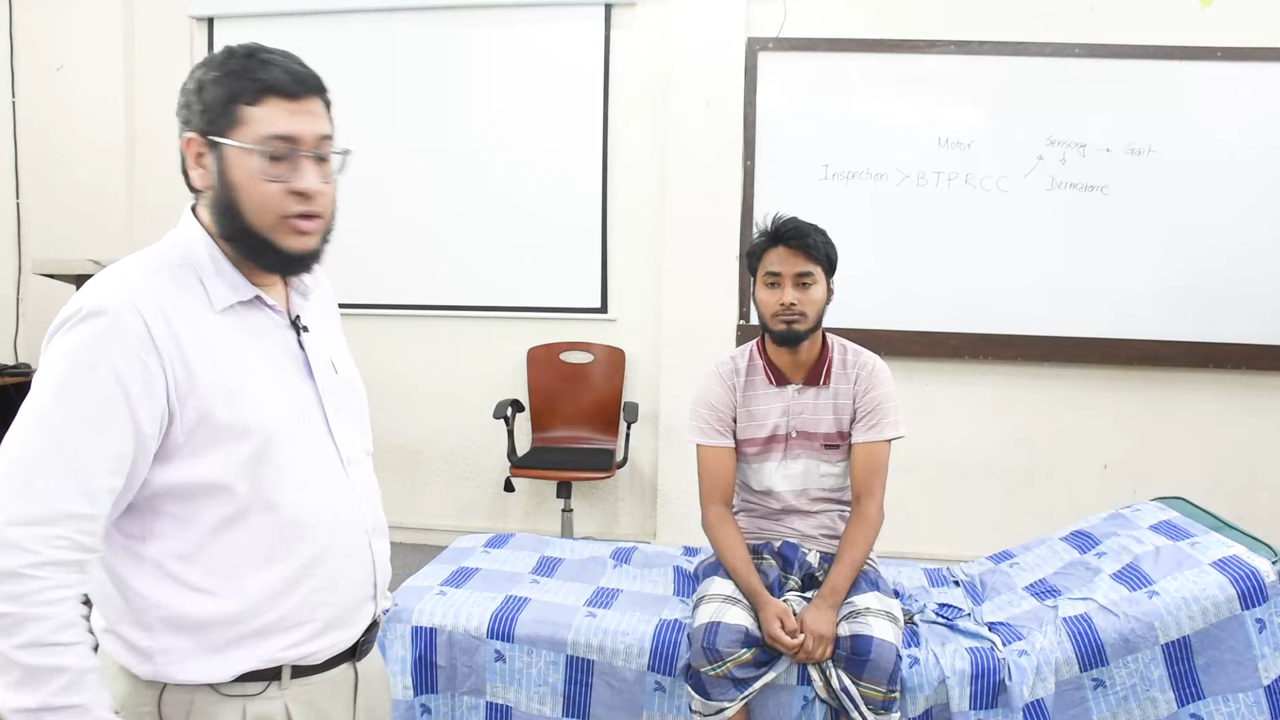 Motor
Sensory → Gait
Inspection > BTPRCC
Dermatome